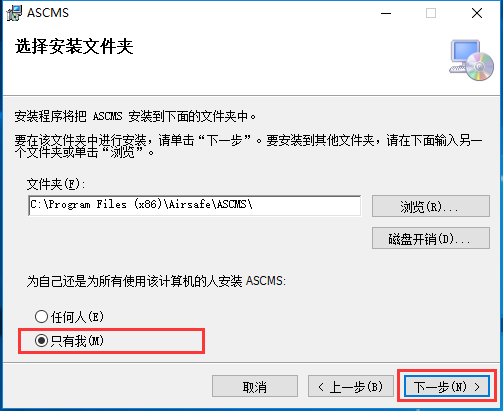 ASCMS
选择安装文件夹
安装程序将把 ASCMS 安装到下面的文件夹中。
要在该文件夹中进行安装，请单击“下一步”。要安装到其他文件夹，请在下面输入另一
个文件夹或单击“浏览”。
文件夹(F):
C:\Program Files (x86)\Airsafe\ASCMS\
浏览(R)...
磁盘开销(D)...
为自己还是为所有使用该计算机的人安装 ASCMS:
任何人(E)
只有我(M)
取消
< 上一步(B)
下一步(N) >